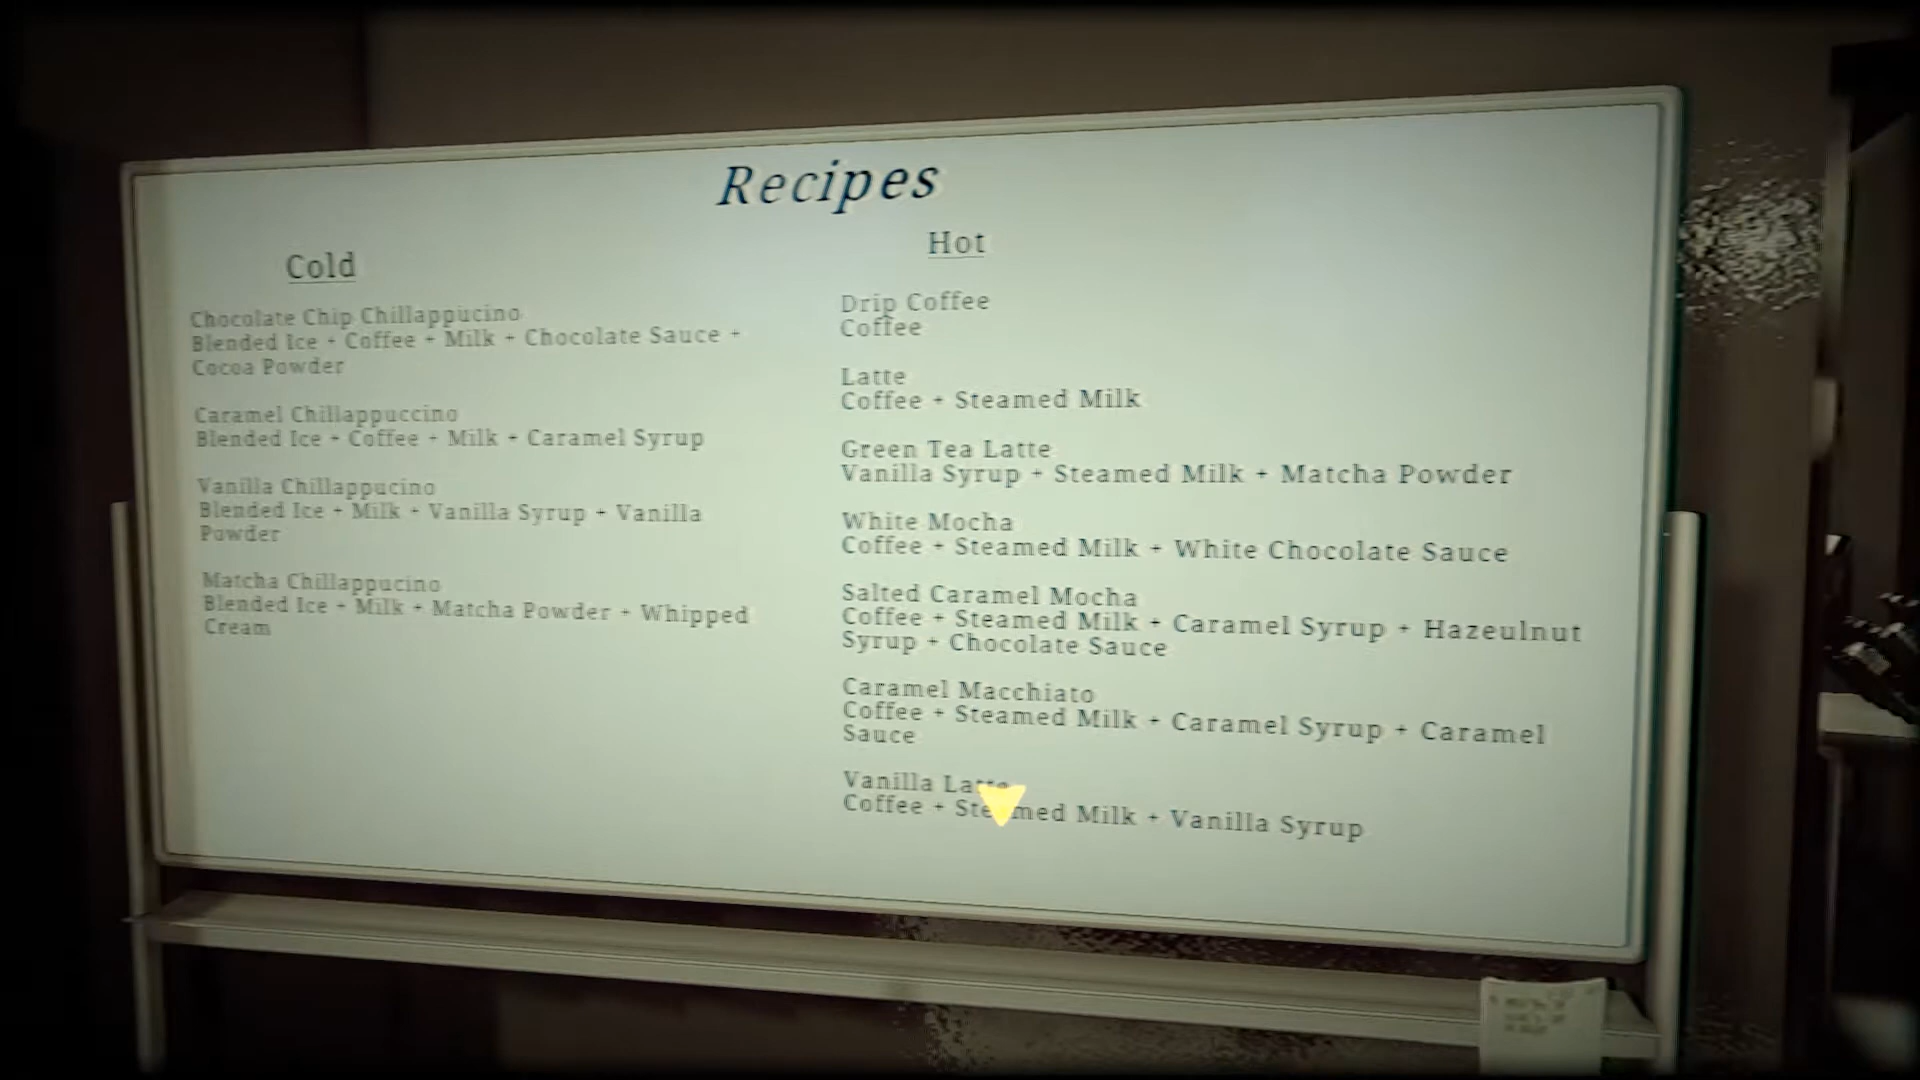 Recipes
Cold
Chocolate Chip Chillappucino
Blended Ice + Coffee + Milk + Chocolate Sauce +
Cocoa Powder
Caramel Chillappuccino
Blended Ice + Coffee + Milk + Caramel Syrup
Vanilla Chillappucino
Blended Ice + Milk + Vanilla Syrup + Vanilla
Powder
Matcha Chillappucino
Blended Ice + Milk + Matcha Powder + Whipped
Cream
Hot
Drip Coffee
Coffee
Latte
Coffee + Steamed Milk
Green Tea Latte
Vanilla Syrup + Steamed Milk + Matcha Powder
White Mocha
Coffee + Steamed Milk + White Chocolate Sauce
Salted Caramel Mocha
Coffee + Steamed Milk + Caramel Syrup + Hazeulnut
Syrup + Chocolate Sauce
Caramel Macchiato
Coffee + Steamed Milk + Caramel Syrup + Caramel
Sauce
Vanilla Latte
Coffee + Steamed Milk + Vanilla Syrup